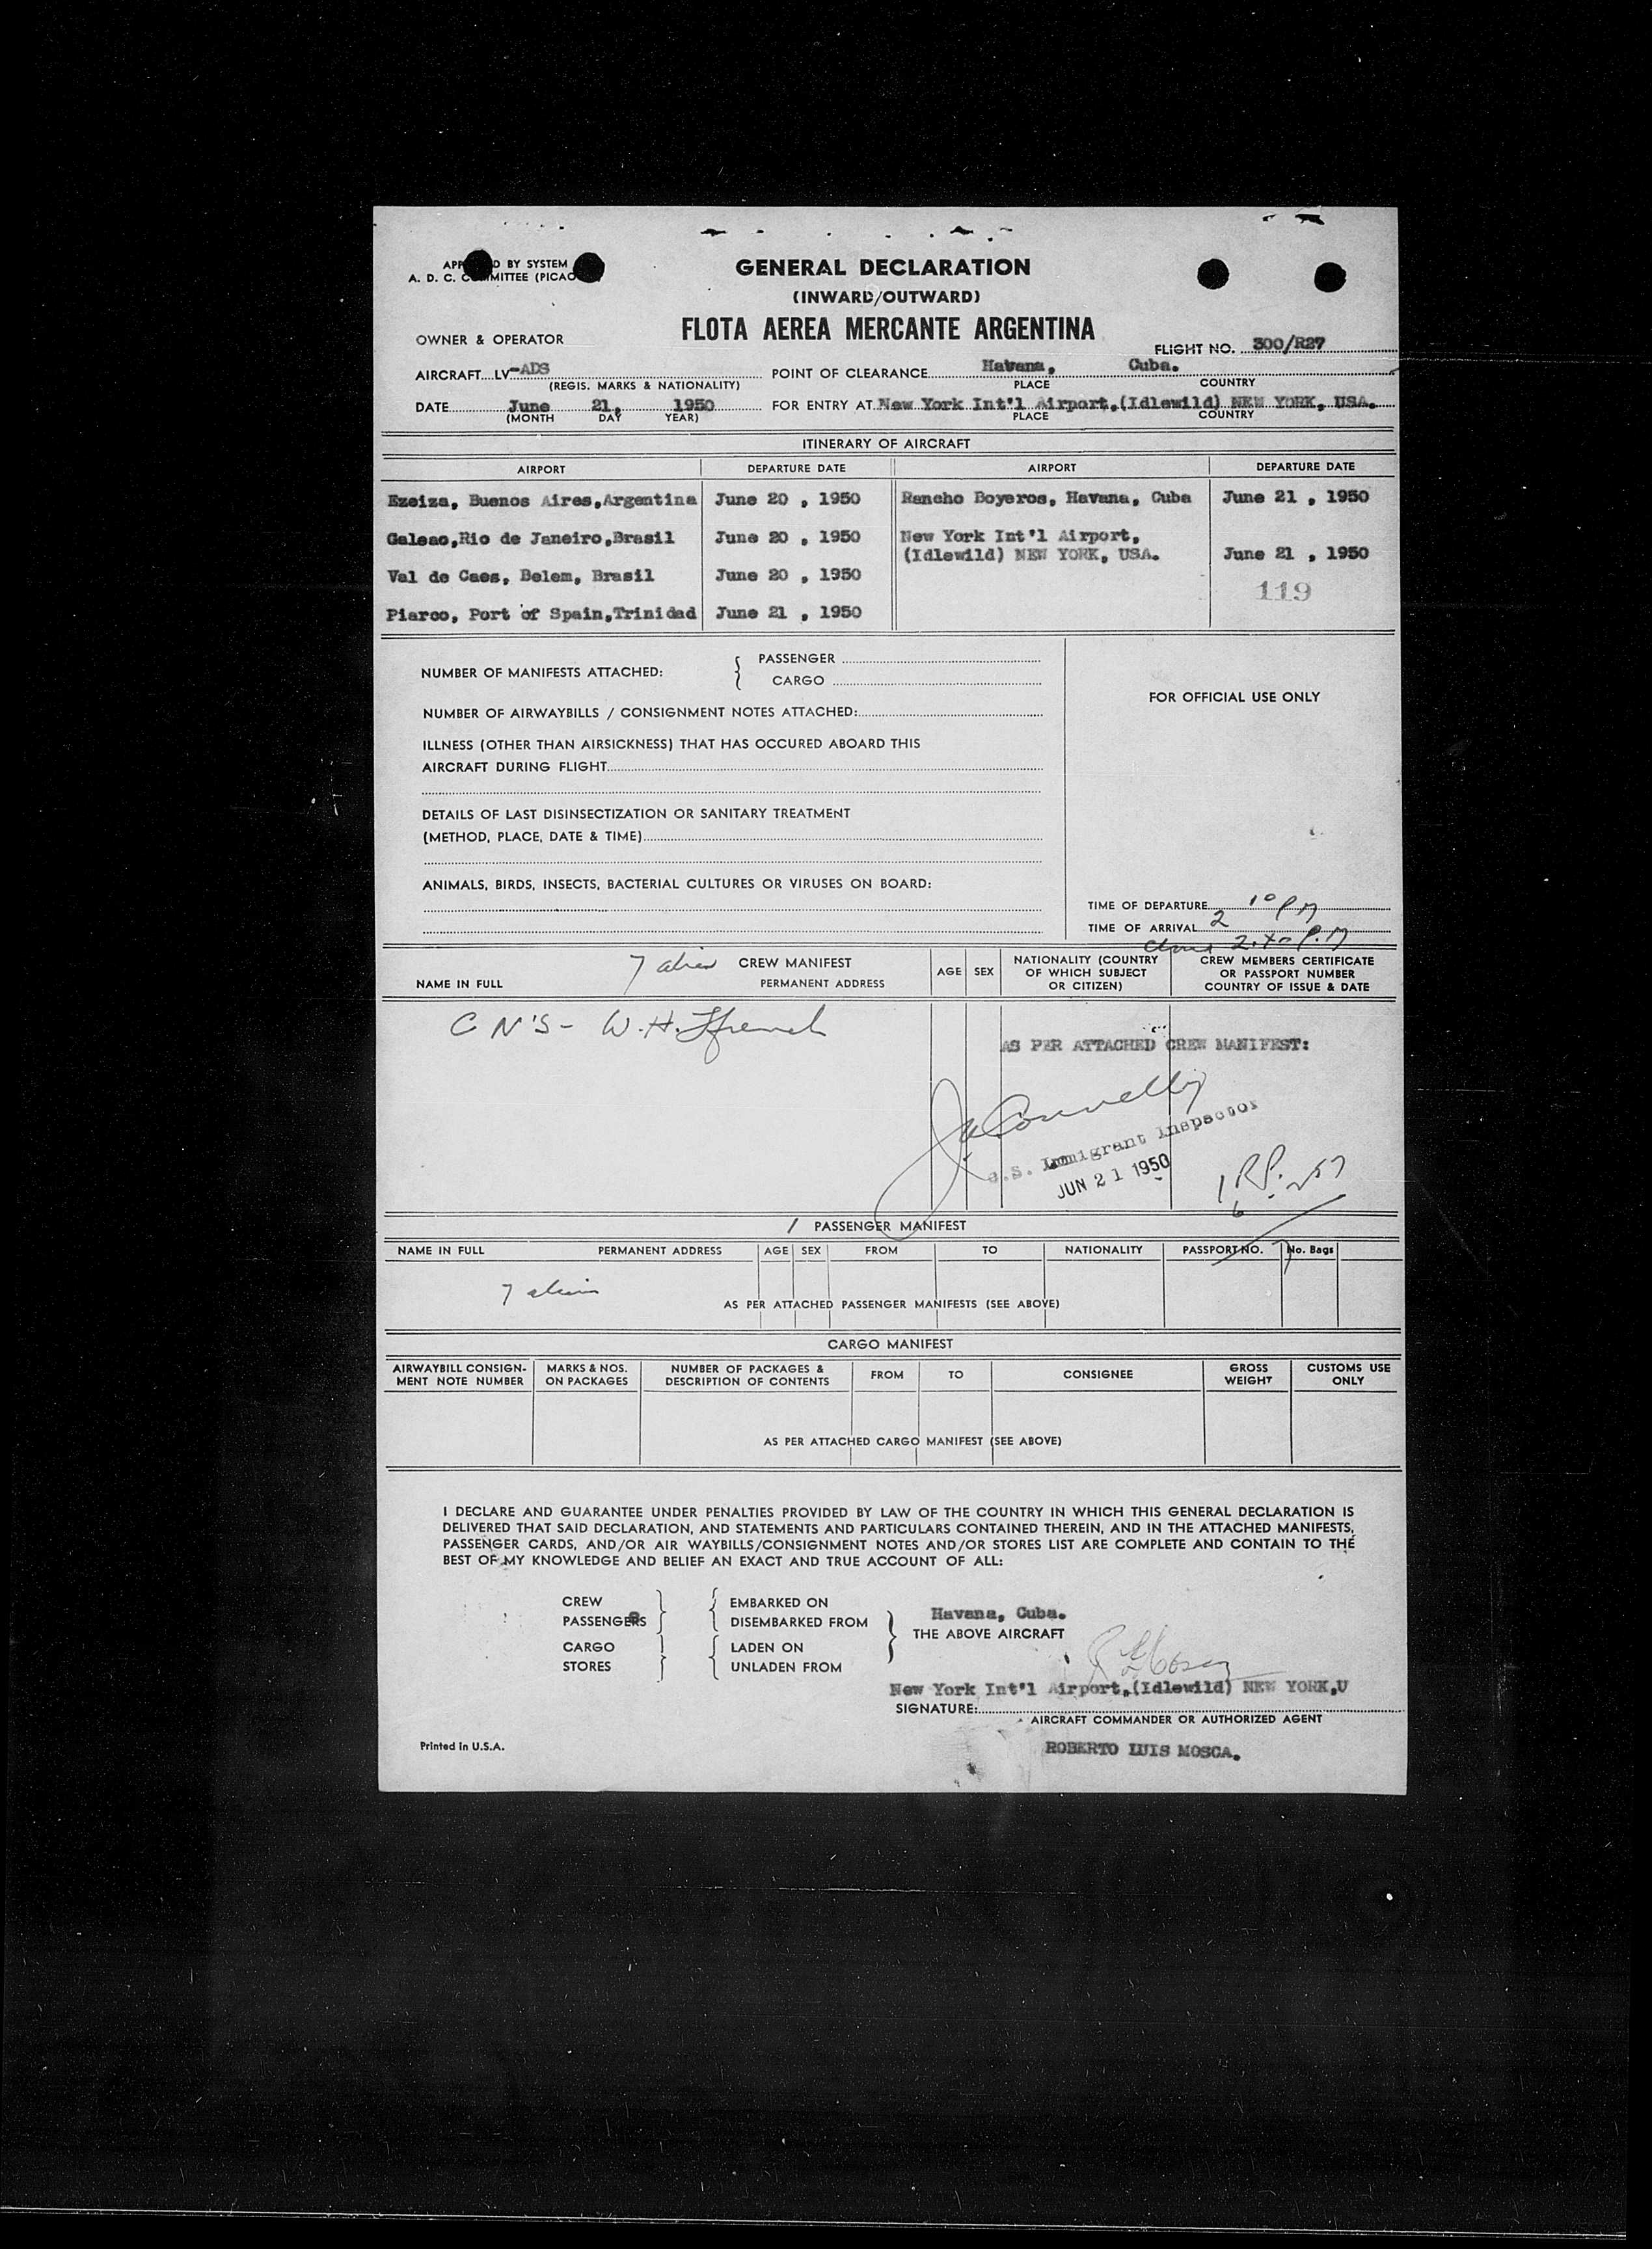 APP D BY SYSTEM
A. D. C. C MMITTEE (PICAO
GENERAL DECLARATION
(INWARD/OUTWARD)
FLOTA AEREA MERCANTE ARGENTINA
OWNER & OPERATOR
FLIGHT NO. 300/R27
AIRCRAFT LV-ADS POINT OF CLEARANCE Havana, Cuba.
(REGIS. MARKS & NATIONALITY) PLACE COUNTRY
DATE June 21, 1950 FOR ENTRY AT New York Int'l Airport,(Idlewild) NEW YORK, USA.
(MONTH DAY YEAR) PLACE COUNTRY
ITINERARY OF AIRCRAFT
AIRPORT DEPARTURE DATE AIRPORT DEPARTURE DATE
Ezeiza, Buenos Aires,Argentina June 20 , 1950 Rancho Boyeros, Havana, Cuba June 21 , 1950
Galeao,Rio de Janeiro,Brasil June 20 , 1950 New York Int'l Airport,
(Idlewild) NEW YORK, USA. June 21 , 1950
Val de Caes, Belem, Brasil June 20 , 1950
119
Piarco, Port of Spain,Trinidad June 21 , 1950
NUMBER OF MANIFESTS ATTACHED: { PASSENGER
CARGO
FOR OFFICIAL USE ONLY
NUMBER OF AIRWAYBILLS / CONSIGNMENT NOTES ATTACHED:
ILLNESS (OTHER THAN AIRSICKNESS) THAT HAS OCCURED ABOARD THIS
AIRCRAFT DURING FLIGHT
DETAILS OF LAST DISINSECTIZATION OR SANITARY TREATMENT
(METHOD, PLACE, DATE & TIME)
ANIMALS, BIRDS, INSECTS, BACTERIAL CULTURES OR VIRUSES ON BOARD:
TIME OF DEPARTURE 10 PM
TIME OF ARRIVAL 2
P.M
7 CREW MANIFEST
NAME IN FULL PERMANENT ADDRESS AGE SEX NATIONALITY (COUNTRY OF WHICH SUBJECT OR CITIZEN) CREW MEMBERS CERTIFICATE OR PASSPORT NUMBER COUNTRY OF ISSUE & DATE
C N'S - W. H.
AS PER ATTACHED CREW MANIFEST:
Connelly
U.S. Immigrant Inspector
JUN 21 1950
/ PASSENGER MANIFEST
NAME IN FULL PERMANENT ADDRESS AGE SEX FROM TO NATIONALITY PASSPORT NO. No. Bags
7
AS PER ATTACHED PASSENGER MANIFESTS (SEE ABOVE)
CARGO MANIFEST
AIRWAYBILL CONSIGN-MENT NOTE NUMBER MARKS & NOS. ON PACKAGES NUMBER OF PACKAGES & DESCRIPTION OF CONTENTS FROM TO CONSIGNEE GROSS WEIGHT CUSTOMS USE ONLY
AS PER ATTACHED CARGO MANIFEST (SEE ABOVE)
I DECLARE AND GUARANTEE UNDER PENALTIES PROVIDED BY LAW OF THE COUNTRY IN WHICH THIS GENERAL DECLARATION IS
DELIVERED THAT SAID DECLARATION, AND STATEMENTS AND PARTICULARS CONTAINED THEREIN, AND IN THE ATTACHED MANIFESTS,
PASSENGER CARDS, AND/OR AIR WAYBILLS/CONSIGNMENT NOTES AND/OR STORES LIST ARE COMPLETE AND CONTAIN TO THE
BEST OF MY KNOWLEDGE AND BELIEF AN EXACT AND TRUE ACCOUNT OF ALL:
CREW EMBARKED ON
PASSENGERS DISEMBARKED FROM Havana, Cuba.
THE ABOVE AIRCRAFT
CARGO LADEN ON
STORES UNLADEN FROM
New York Int'l Airport,(Idlewild) NEW YORK,U
SIGNATURE:
AIRCRAFT COMMANDER OR AUTHORIZED AGENT
Printed in U.S.A.
ROBERTO LUIS MOSCA.